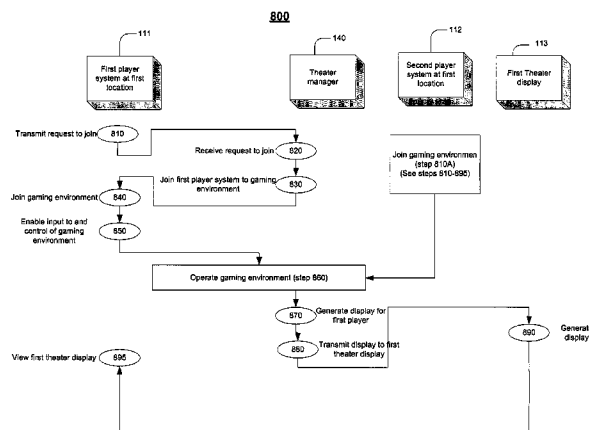 800
111
140
112
113
First player
system at first
location
Theater
manager
Second player
system at first
location
First Theater
display
Transmit request to join
810
Receive request to join
820
Join first player system to gaming
environment
830
Join gaming environment
840
Enable input to and
control of gaming
environment
850
Join gaming environmen
(step 810A)
(See steps 810-895)
Operate gaming environment (step 860)
870
Generate display for
first player
880
Transmit display to first
theater display
890
Generat
display
View first theater display
895